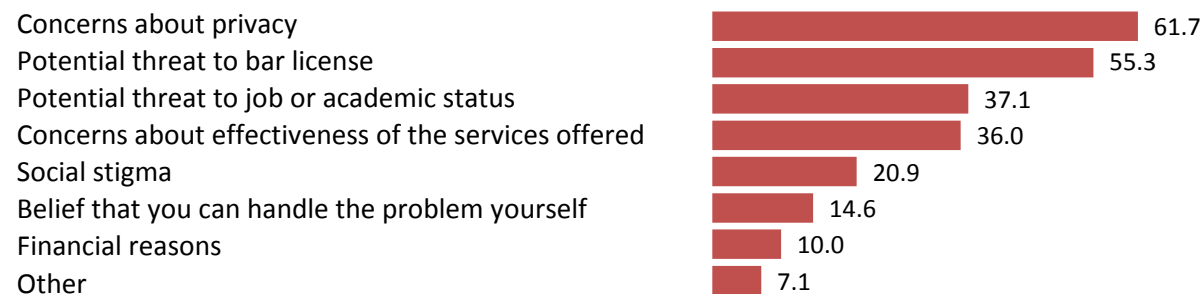 Concerns about privacy 61.7
Potential threat to bar license 55.3
Potential threat to job or academic status 37.1
Concerns about effectiveness of the services offered 36.0
Social stigma 20.9
Belief that you can handle the problem yourself 14.6
Financial reasons 10.0
Other 7.1